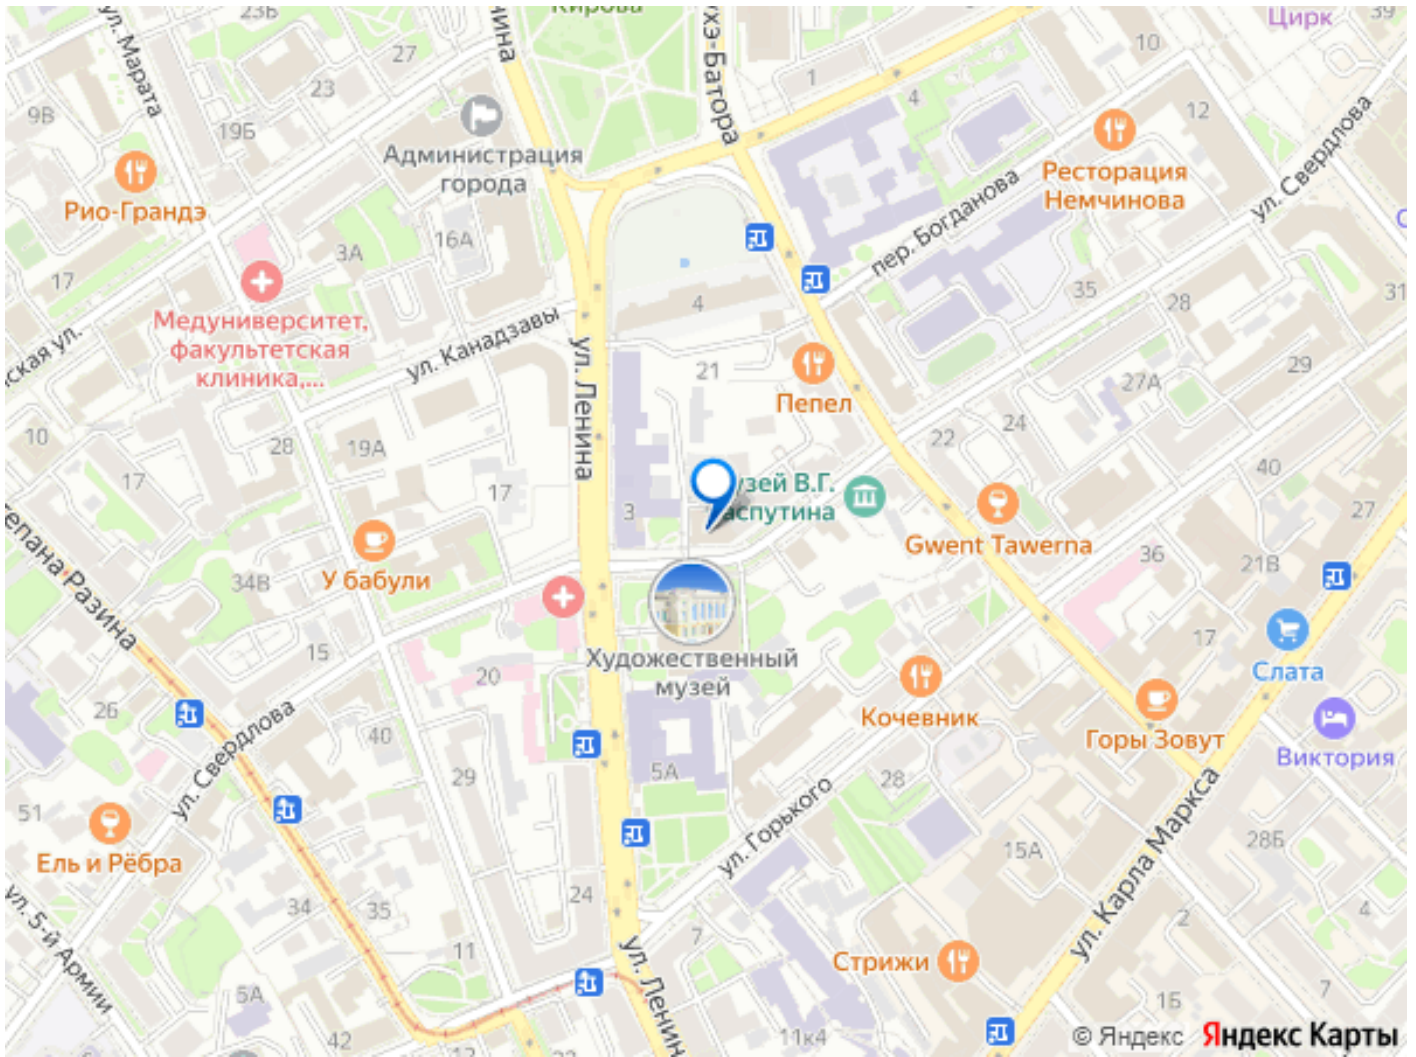 23Б
Кирова
Цирк
39
ул. Марата
27
10
1
23
4
12
9В
19Б
Администрация
города
Ресторация
Немчинова
ул. Свердлова
Рио-Грандэ
пер. Богданова
3А
16А
17
35
28
31
4
Медуниверситет,
факультетская
клиника,...
ул. Канадзавы
ул. Ленина
21
29
27А
Пепел
10
28
19А
22
24
17
17
40
3
27
Gwent Tawerna
У бабули
34В
36
21В
15
17
Художественный
музей
20
Слата
26
Кочевник
ул. Свердлова
40
Горы Зовут
Виктория
29
5А
28
51
ул. Горького
ул. Карла Маркса
Ель и Рёбра
15А
28Б
34
35
24
ул. 5-й Армии
11
7
2
4
Стрижи
5А
1Б
7
42
22
11к4
© Яндекс Яндекс Карты